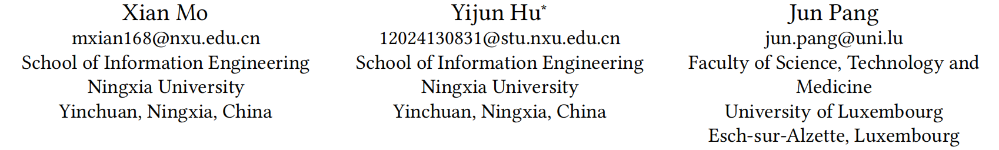 Xian Mo
mxian168@nxu.edu.cn
School of Information Engineering
Ningxia University
Yinchuan, Ningxia, China
Yijun Hu*
12024130831@stu.nxu.edu.cn
School of Information Engineering
Ningxia University
Yinchuan, Ningxia, China
Jun Pang
jun.pang@uni.lu
Faculty of Science, Technology and
Medicine
University of Luxembourg
Esch-sur-Alzette, Luxembourg